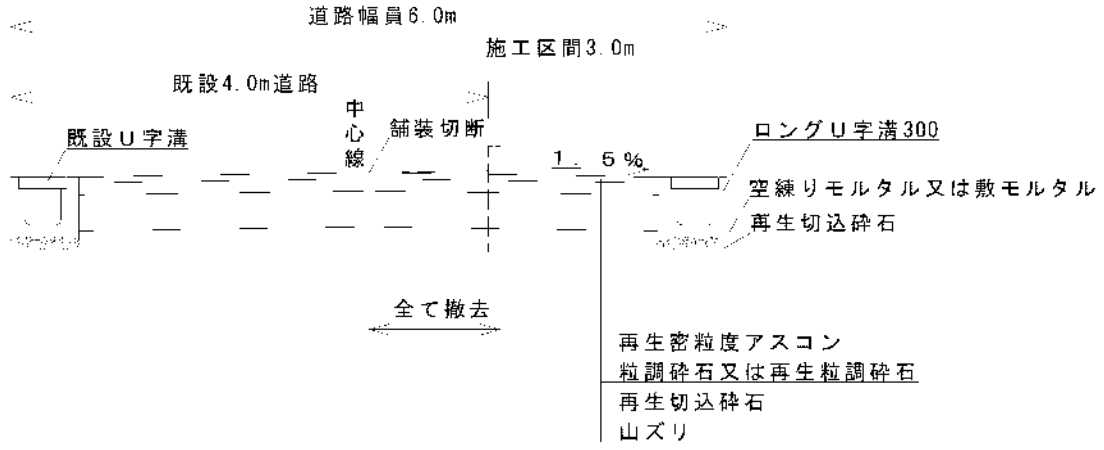 道路幅員6.0m
施工区間3.0m
既設4.0m道路
中心線
舗装切断
既設U字溝
ロングU字溝300
1.5%
空練りモルタル又は敷モルタル
再生切込砕石
全て撤去
再生密粒度アスコン
粒調砕石又は再生粒調砕石
再生切込砕石
山ズリ